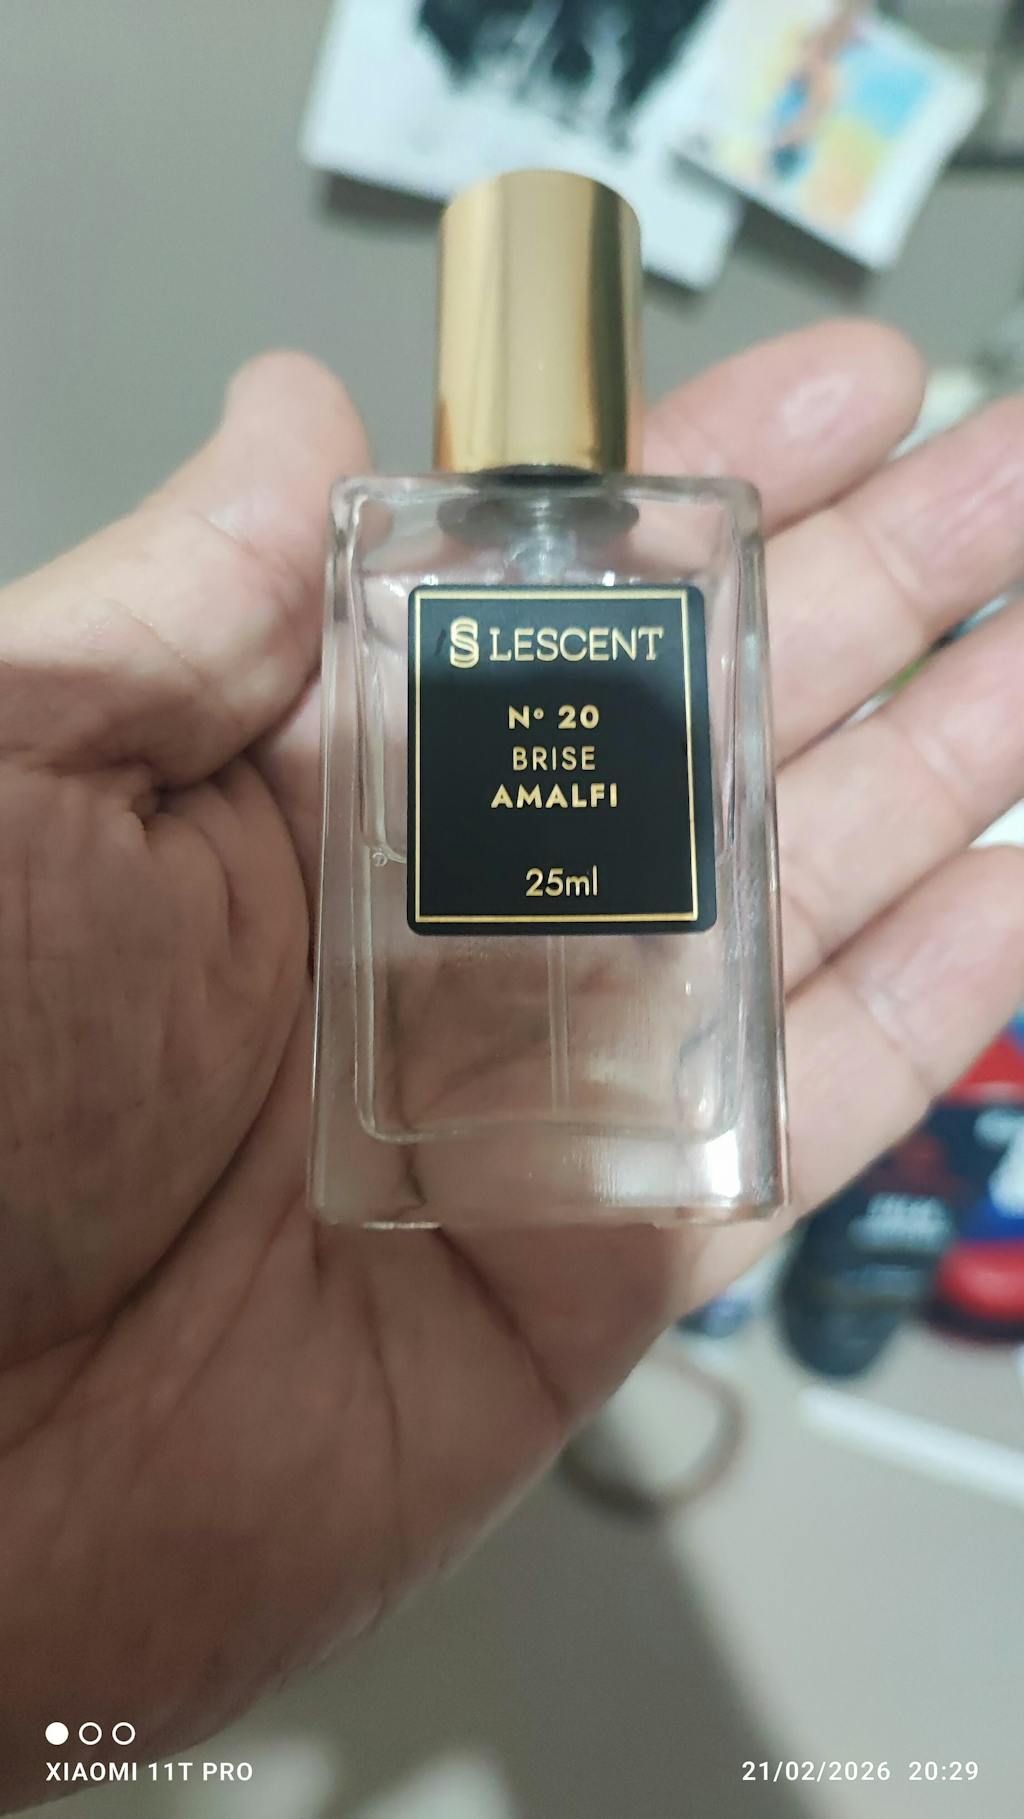 LESCENT
N° 20
BRISE
AMALFI
25ml
XIAOMI 11T PRO
21/02/2026 20:29